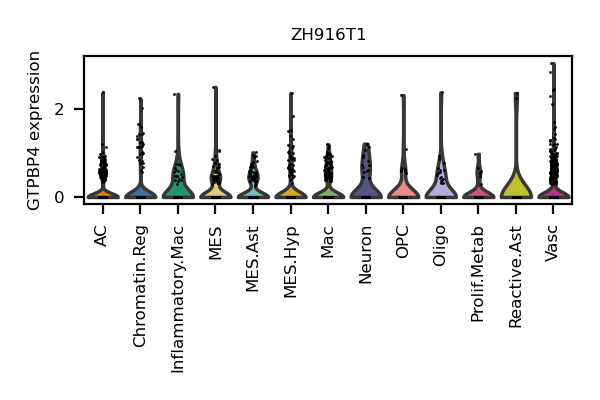 ZH916T1
GTPBP4 expression
2
0
AC
Chromatin.Reg
Inflammatory.Mac
MES
MES.Ast
MES.Hyp
Mac
Neuron
OPC
Oligo
Prolif.Metab
Reactive.Ast
Vasc